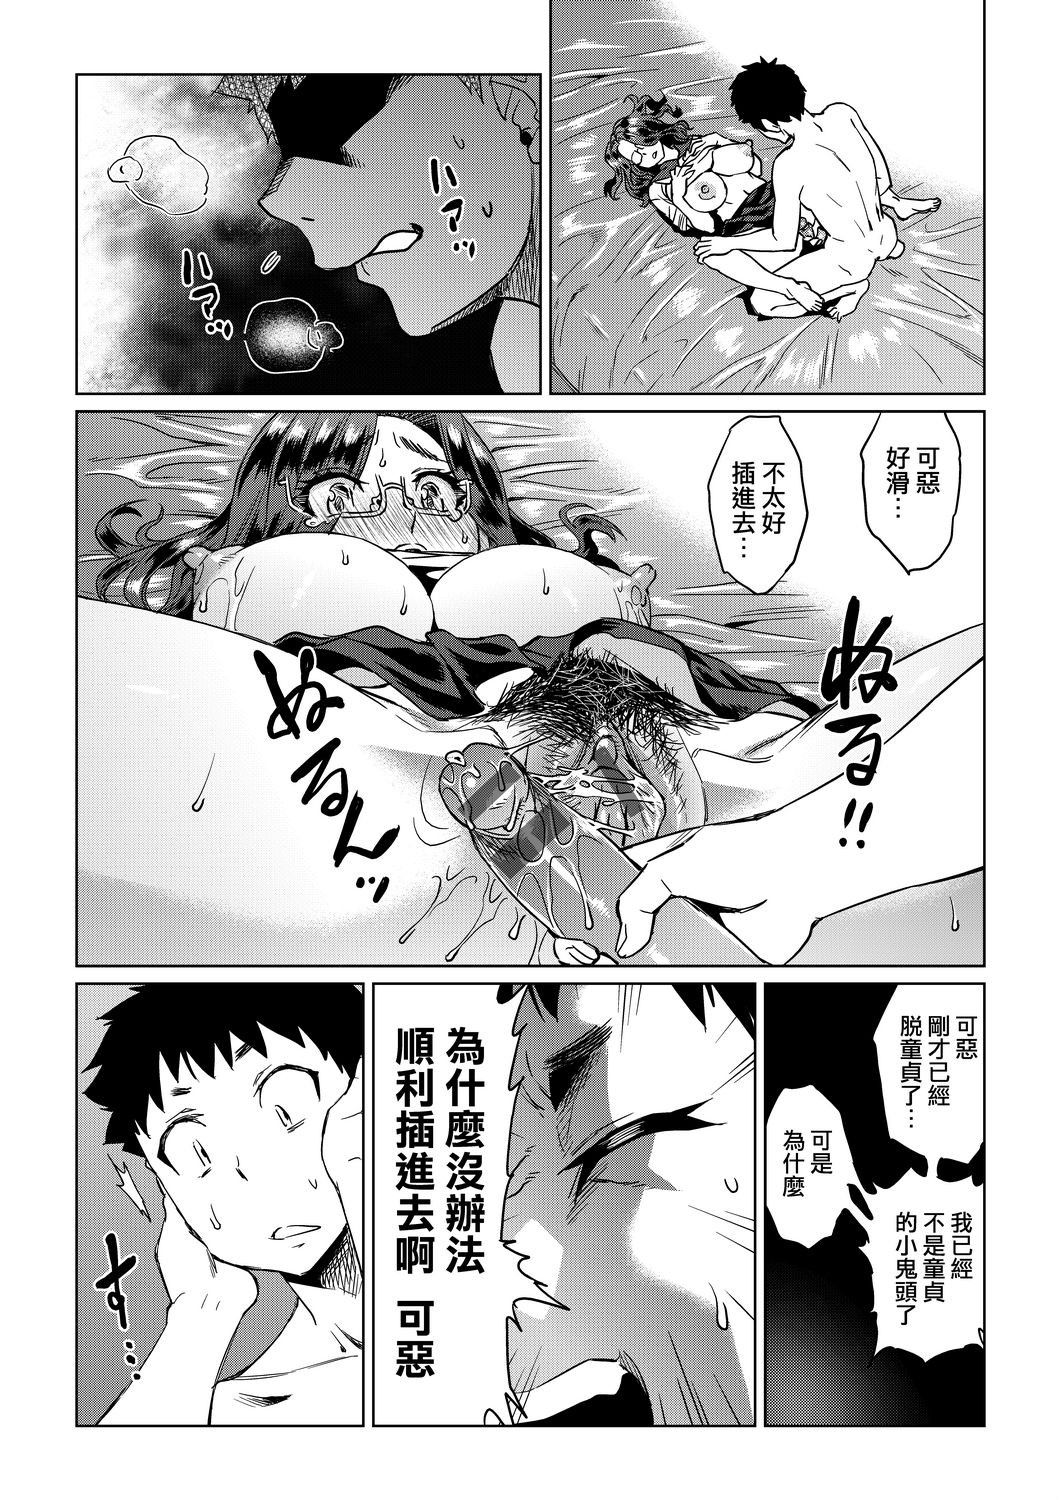 ハァッ
ハァッ
可惡
好滑…
不太好
插進去…
ぬる!!
ぬるんッ
可惡
剛才已經
脱童貞了…
可是
為什麼
我已經
不是童貞
的小鬼頭了
為什麼沒辦法
順利插進去啊 可惡
す…